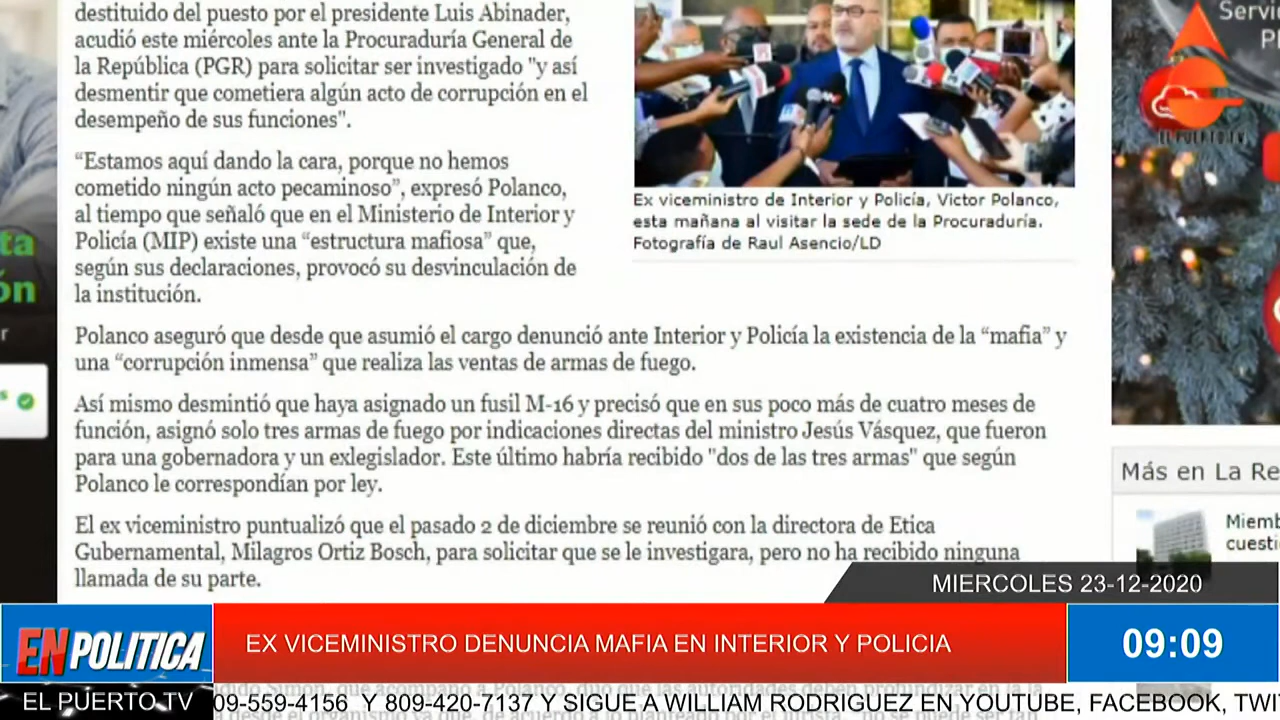 destituido del puesto por el presidente Luis Abinader,
acudió este miércoles ante la Procuraduría General de
la República (PGR) para solicitar ser investigado "y así
desmentir que cometiera algún acto de corrupción en el
desempeño de sus funciones".
“Estamos aquí dando la cara, porque no hemos
cometido ningún acto pecaminoso”, expresó Polanco,
al tiempo que señaló que en el Ministerio de Interior y
Policía (MIP) existe una “estructura mafiosa” que,
según sus declaraciones, provocó su desvinculación de
la institución.
Ex viceministro de Interior y Policía, Victor Polanco,
esta mañana al visitar la sede de la Procuraduría.
Fotografía de Raul Asencio/LD
Polanco aseguró que desde que asumió el cargo denunció ante Interior y Policía la existencia de la “mafia” y
una “corrupción inmensa” que realiza las ventas de armas de fuego.
Así mismo desmintió que haya asignado un fusil M-16 y precisó que en sus poco más de cuatro meses de
función, asignó solo tres armas de fuego por indicaciones directas del ministro Jesús Vásquez, que fueron
para una gobernadora y un exlegislador. Este último habría recibido "dos de las tres armas" que según
Polanco le correspondían por ley.
El ex viceministro puntualizó que el pasado 2 de diciembre se reunió con la directora de Etica
Gubernamental, Milagros Ortiz Bosch, para solicitar que se le investigara, pero no ha recibido ninguna
llamada de su parte.
ta
ón
r
s
Servi
Pl
EL PUERTO TV
Más en La Re
Miemb
cuesti
MIERCOLES 23-12-2020
EN POLITICA
EX VICEMINISTRO DENUNCIA MAFIA EN INTERIOR Y POLICIA
09:09
EL PUERTO TV
09-559-4156 Y 809-420-7137 Y SIGUE A WILLIAM RODRIGUEZ EN YOUTUBE, FACEBOOK, TWI